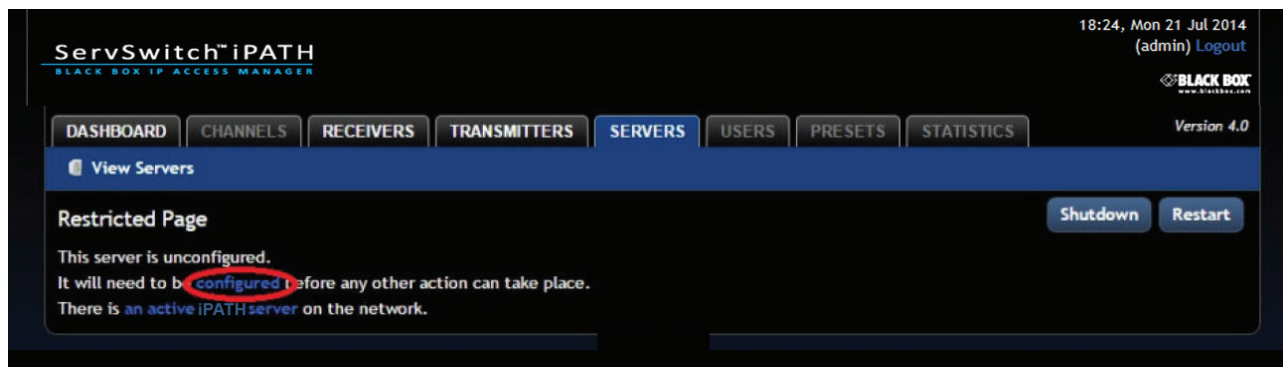 18:24, Mon 21 Jul 2014
(admin) Logout
ServSwitch™ iPATH
BLACK BOX IP ACCESS MANAGER
BLACK BOX
www.blackbox.com
DASHBOARD CHANNELS RECEIVERS TRANSMITTERS SERVERS USERS PRESETS STATISTICS Version 4.0
View Servers
Restricted Page Shutdown Restart
This server is unconfigured.
It will need to be configured before any other action can take place.
There is an active iPATH server on the network.